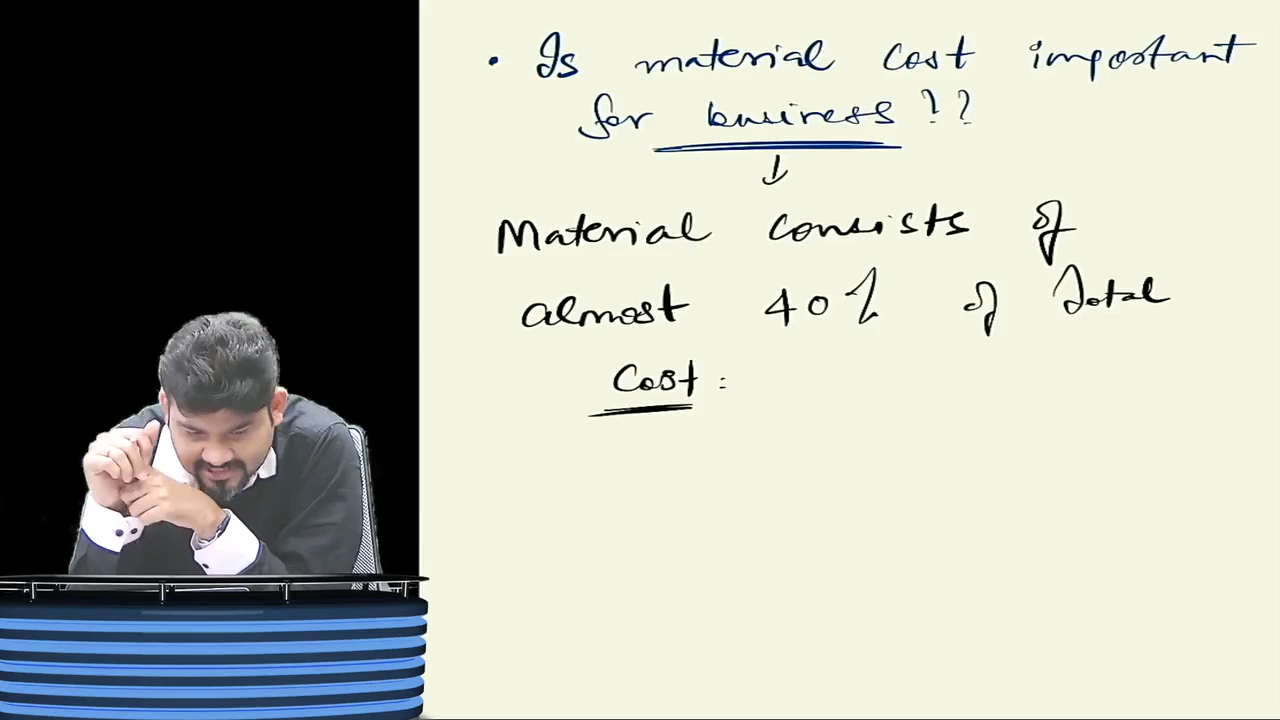 • Is material cost important
for business ??
↓
Material consists of
almost 40% of Total
Cost :